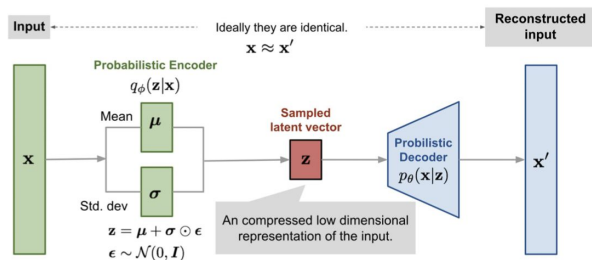 Input
Ideally they are identical.
x ≈ x′
Reconstructed
input
Probabilistic Encoder
qϕ(z|x)
Mean
μ
x
Std. dev
σ
z = μ + σ ⊙ ϵ
ϵ ∼ 𝒩(0, I)
Sampled
latent vector
z
An compressed low dimensional
representation of the input.
Probilistic
Decoder
pθ(x|z)
x′